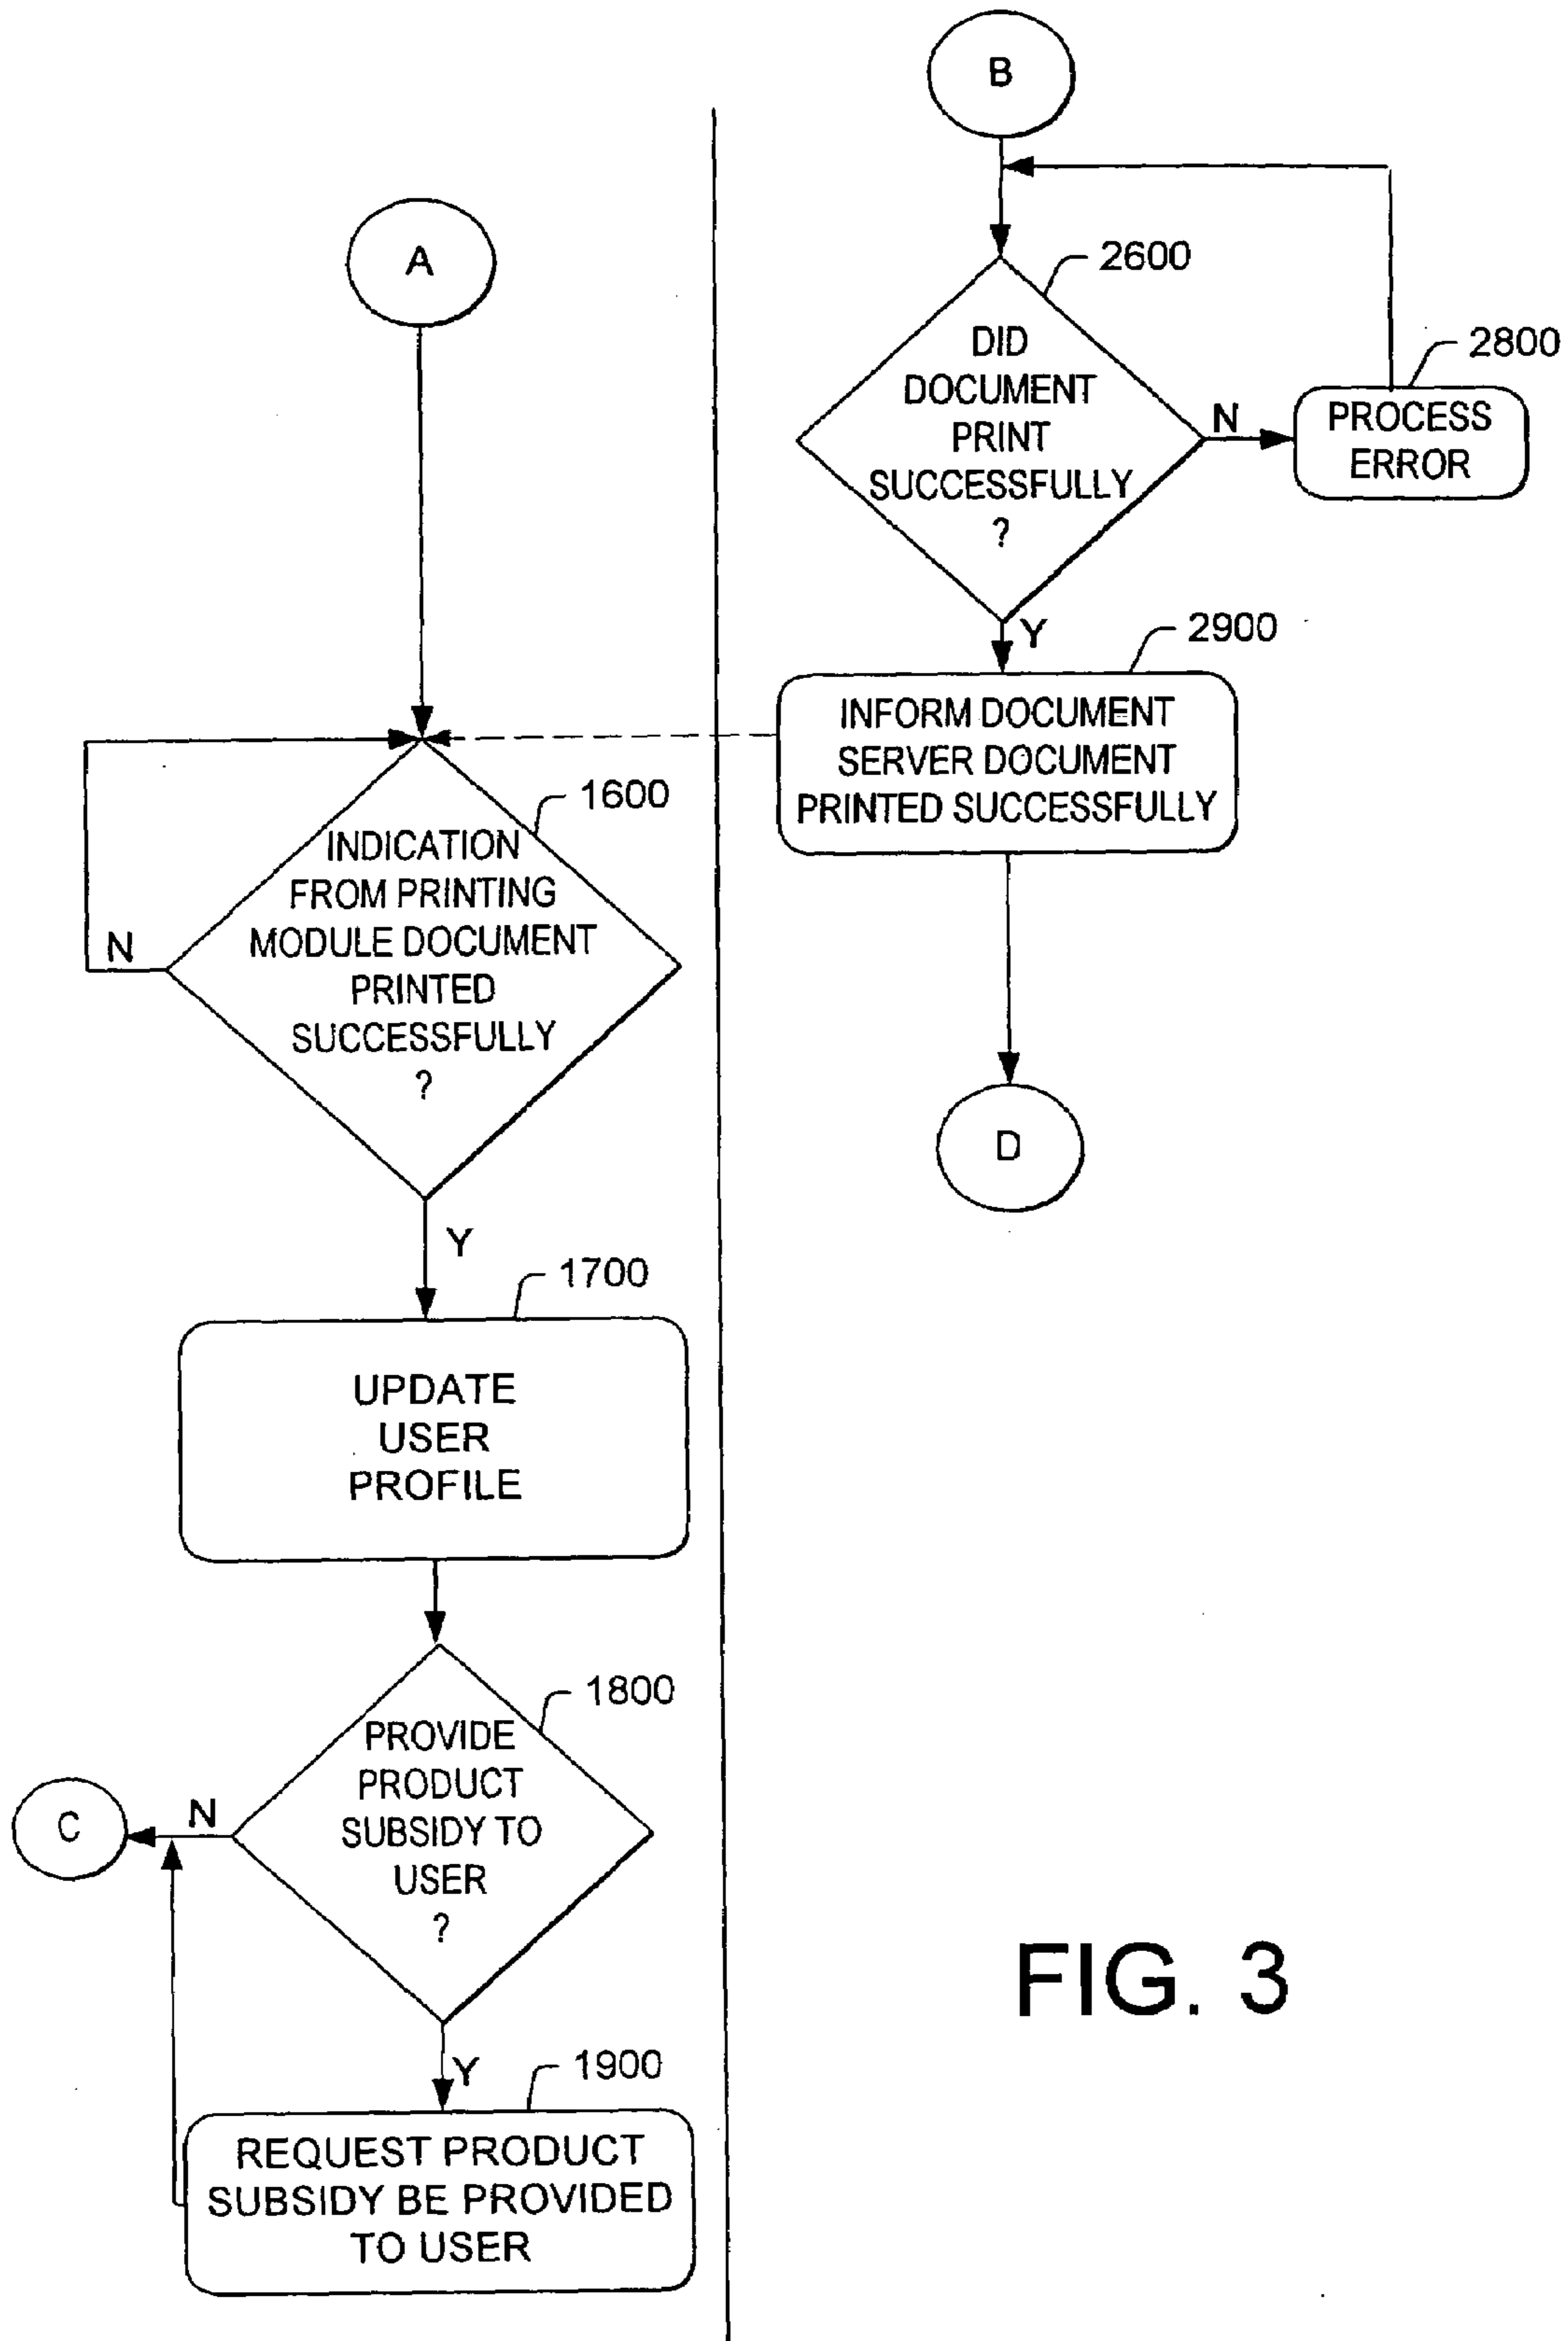 B
A
2600
DID
DOCUMENT
PRINT
SUCCESSFULLY
?
N
2800
PROCESS
ERROR
Y
2900
INFORM DOCUMENT
SERVER DOCUMENT
PRINTED SUCCESSFULLY
D
1600
INDICATION
FROM PRINTING
MODULE DOCUMENT
PRINTED
SUCCESSFULLY
?
N
Y
1700
UPDATE
USER
PROFILE
1800
PROVIDE
PRODUCT
SUBSIDY TO
USER
?
N
C
Y
1900
REQUEST PRODUCT
SUBSIDY BE PROVIDED
TO USER
FIG. 3